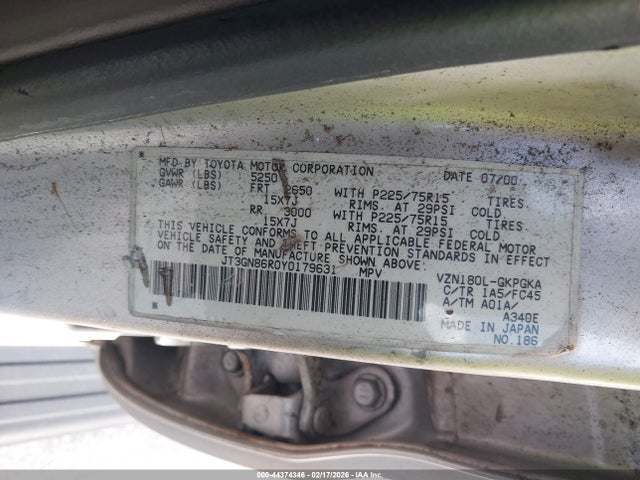 MFD BY TOYOTA MOTOR CORPORATION DATE 07/00
GVWR (LBS) 5250
GAWR (LBS) FRT 2650 WITH P225/75R15 TIRES.
15X7J RIMS. AT 29PSI COLD
RR 3000 WITH P225/75R15 TIRES.
15X7J RIMS. AT 29PSI COLD
THIS VEHICLE CONFORMS TO ALL APPLICABLE FEDERAL MOTOR
VEHICLE SAFETY AND THEFT PREVENTION STANDARDS IN EFFECT
ON THE DATE OF MANUFACTURE SHOWN ABOVE.
JT3GN86R0Y0179631 MPV
VZN180L-GKPGKA
C/TR 1A5/FC45
A/TM A01A/
A340E
MADE IN JAPAN
NO.186
000-44374346 - 02/17/2026 - COPART